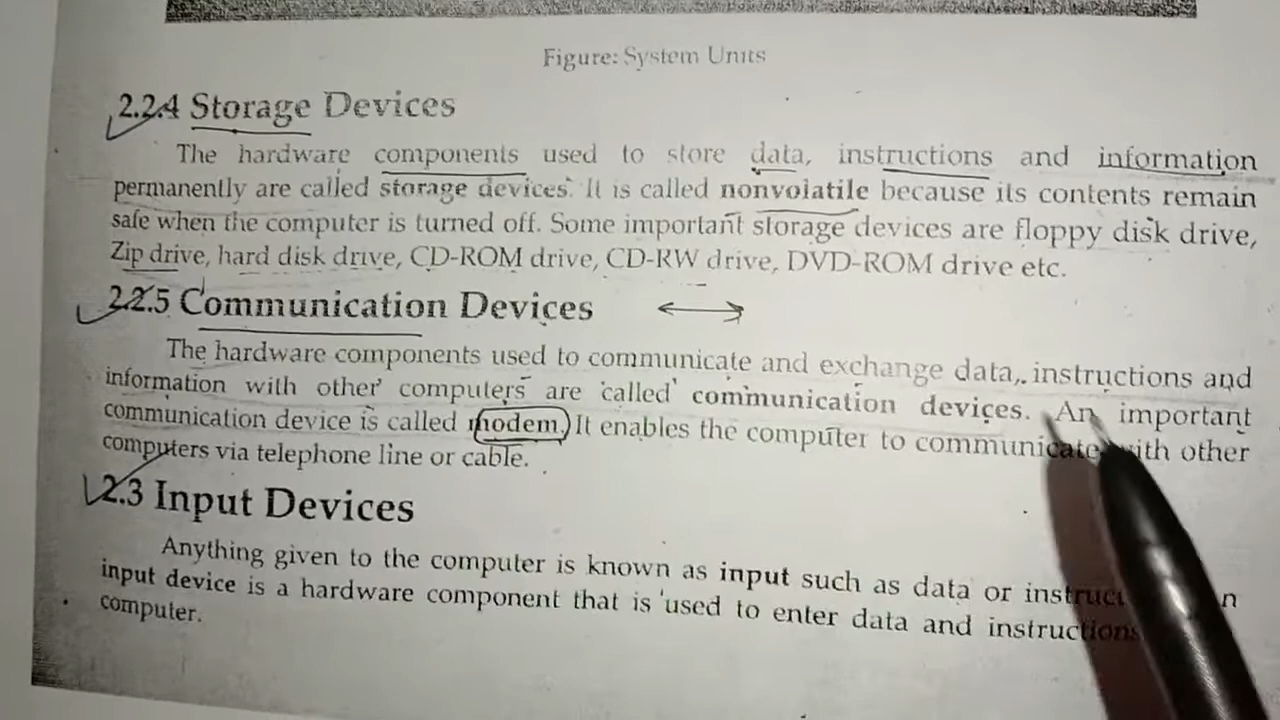 Figure: System Units
2.2.4 Storage Devices
The hardware components used to store data, instructions and information
permanently are called storage devices. It is called nonvolatile because its contents remain
safe when the computer is turned off. Some important storage devices are floppy disk drive,
Zip drive, hard disk drive, CD-ROM drive, CD-RW drive, DVD-ROM drive etc.
2.2.5 Communication Devices
The hardware components used to communicate and exchange data, instructions and
information with other computers are called communication devices. An important
communication device is called modem. It enables the computer to communicate with other
computers via telephone line or cable.
2.3 Input Devices
Anything given to the computer is known as input such as data or
input device is a hardware component that is used to enter data and instructions
computer.